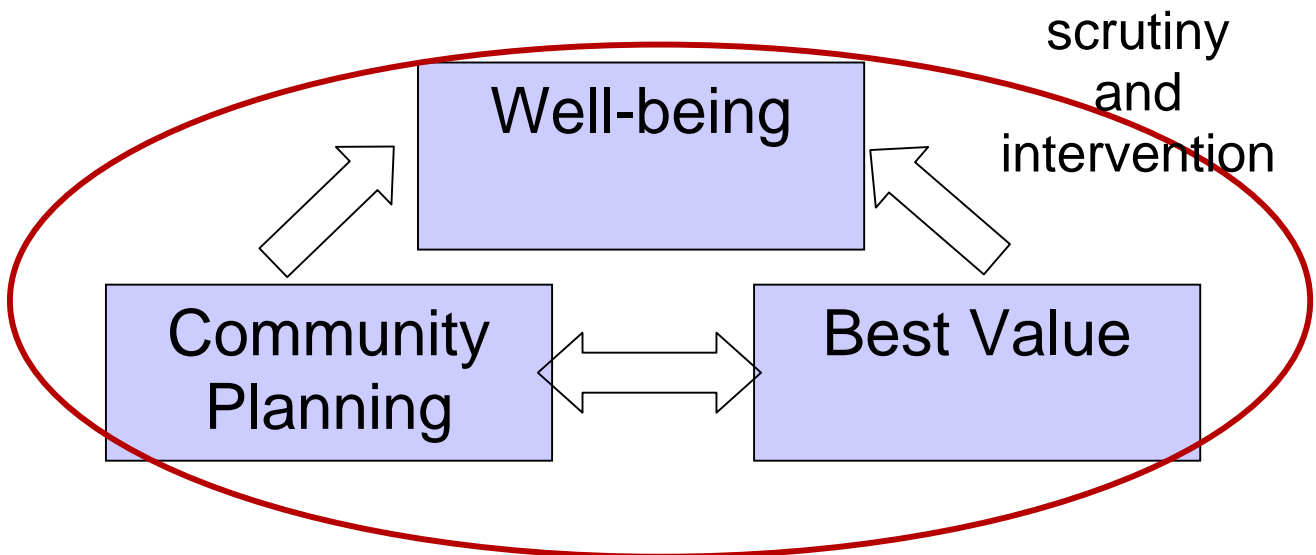 scrutiny
and
intervention
Well-being
Community
Planning
Best Value